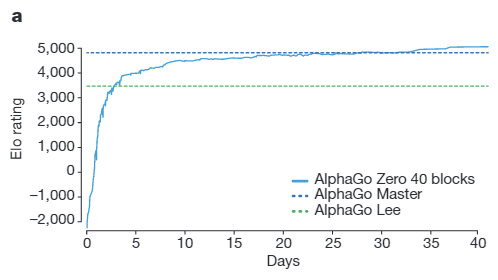 a
5,000
4,000
3,000
2,000
1,000
0
–1,000
–2,000
Elo rating
AlphaGo Zero 40 blocks
AlphaGo Master
AlphaGo Lee
0 5 10 15 20 25 30 35 40
Days